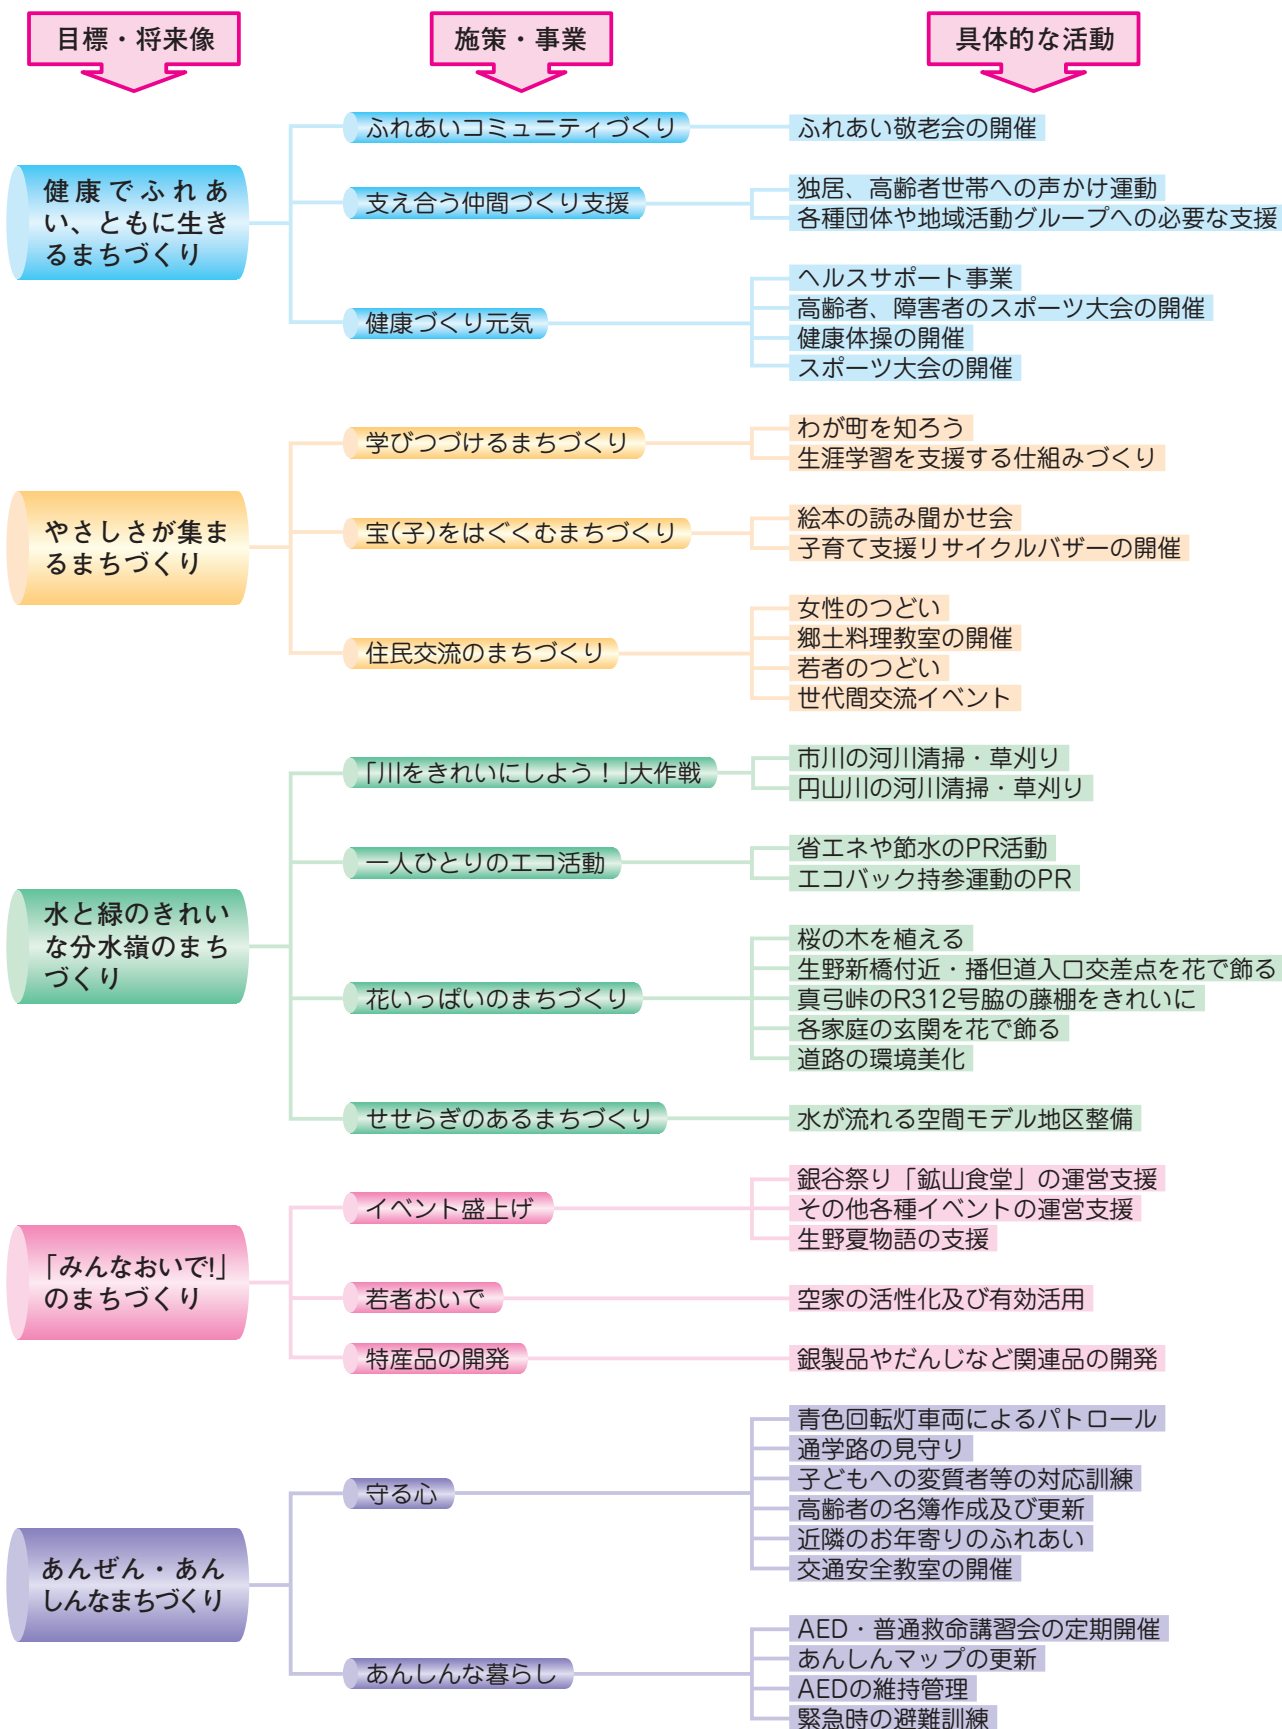 目標・将来像
施策・事業
具体的な活動
健康でふれあ
い、ともに生き
るまちづくり
ふれあいコミュニティづくり
ふれあい敬老会の開催
支え合う仲間づくり支援
独居、高齢者世帯への声かけ運動
各種団体や地域活動グループへの必要な支援
健康づくり元気
ヘルスサポート事業
高齢者、障害者のスポーツ大会の開催
健康体操の開催
スポーツ大会の開催
やさしさが集ま
るまちづくり
学びつづけるまちづくり
わが町を知ろう
生涯学習を支援する仕組みづくり
宝(子)をはぐくむまちづくり
絵本の読み聞かせ会
子育て支援リサイクルバザーの開催
住民交流のまちづくり
女性のつどい
郷土料理教室の開催
若者のつどい
世代間交流イベント
水と緑のきれい
な分水嶺のまち
づくり
「川をきれいにしよう！」大作戦
市川の河川清掃・草刈り
円山川の河川清掃・草刈り
一人ひとりのエコ活動
省エネや節水のPR活動
エコバック持参運動のPR
花いっぱいのまちづくり
桜の木を植える
生野新橋付近・播但道入口交差点を花で飾る
真弓峠のR312号脇の藤棚をきれいに
各家庭の玄関を花で飾る
道路の環境美化
せせらぎのあるまちづくり
水が流れる空間モデル地区整備
「みんなおいで!」
のまちづくり
イベント盛上げ
銀谷祭り「鉱山食堂」の運営支援
その他各種イベントの運営支援
生野夏物語の支援
若者おいで
空家の活性化及び有効活用
特産品の開発
銀製品やだんじなど関連品の開発
あんぜん・あん
しんなまちづくり
守る心
青色回転灯車両によるパトロール
通学路の見守り
子どもへの変質者等の対応訓練
高齢者の名簿作成及び更新
近隣のお年寄りのふれあい
交通安全教室の開催
あんしんな暮らし
AED・普通救命講習会の定期開催
あんしんマップの更新
AEDの維持管理
緊急時の避難訓練